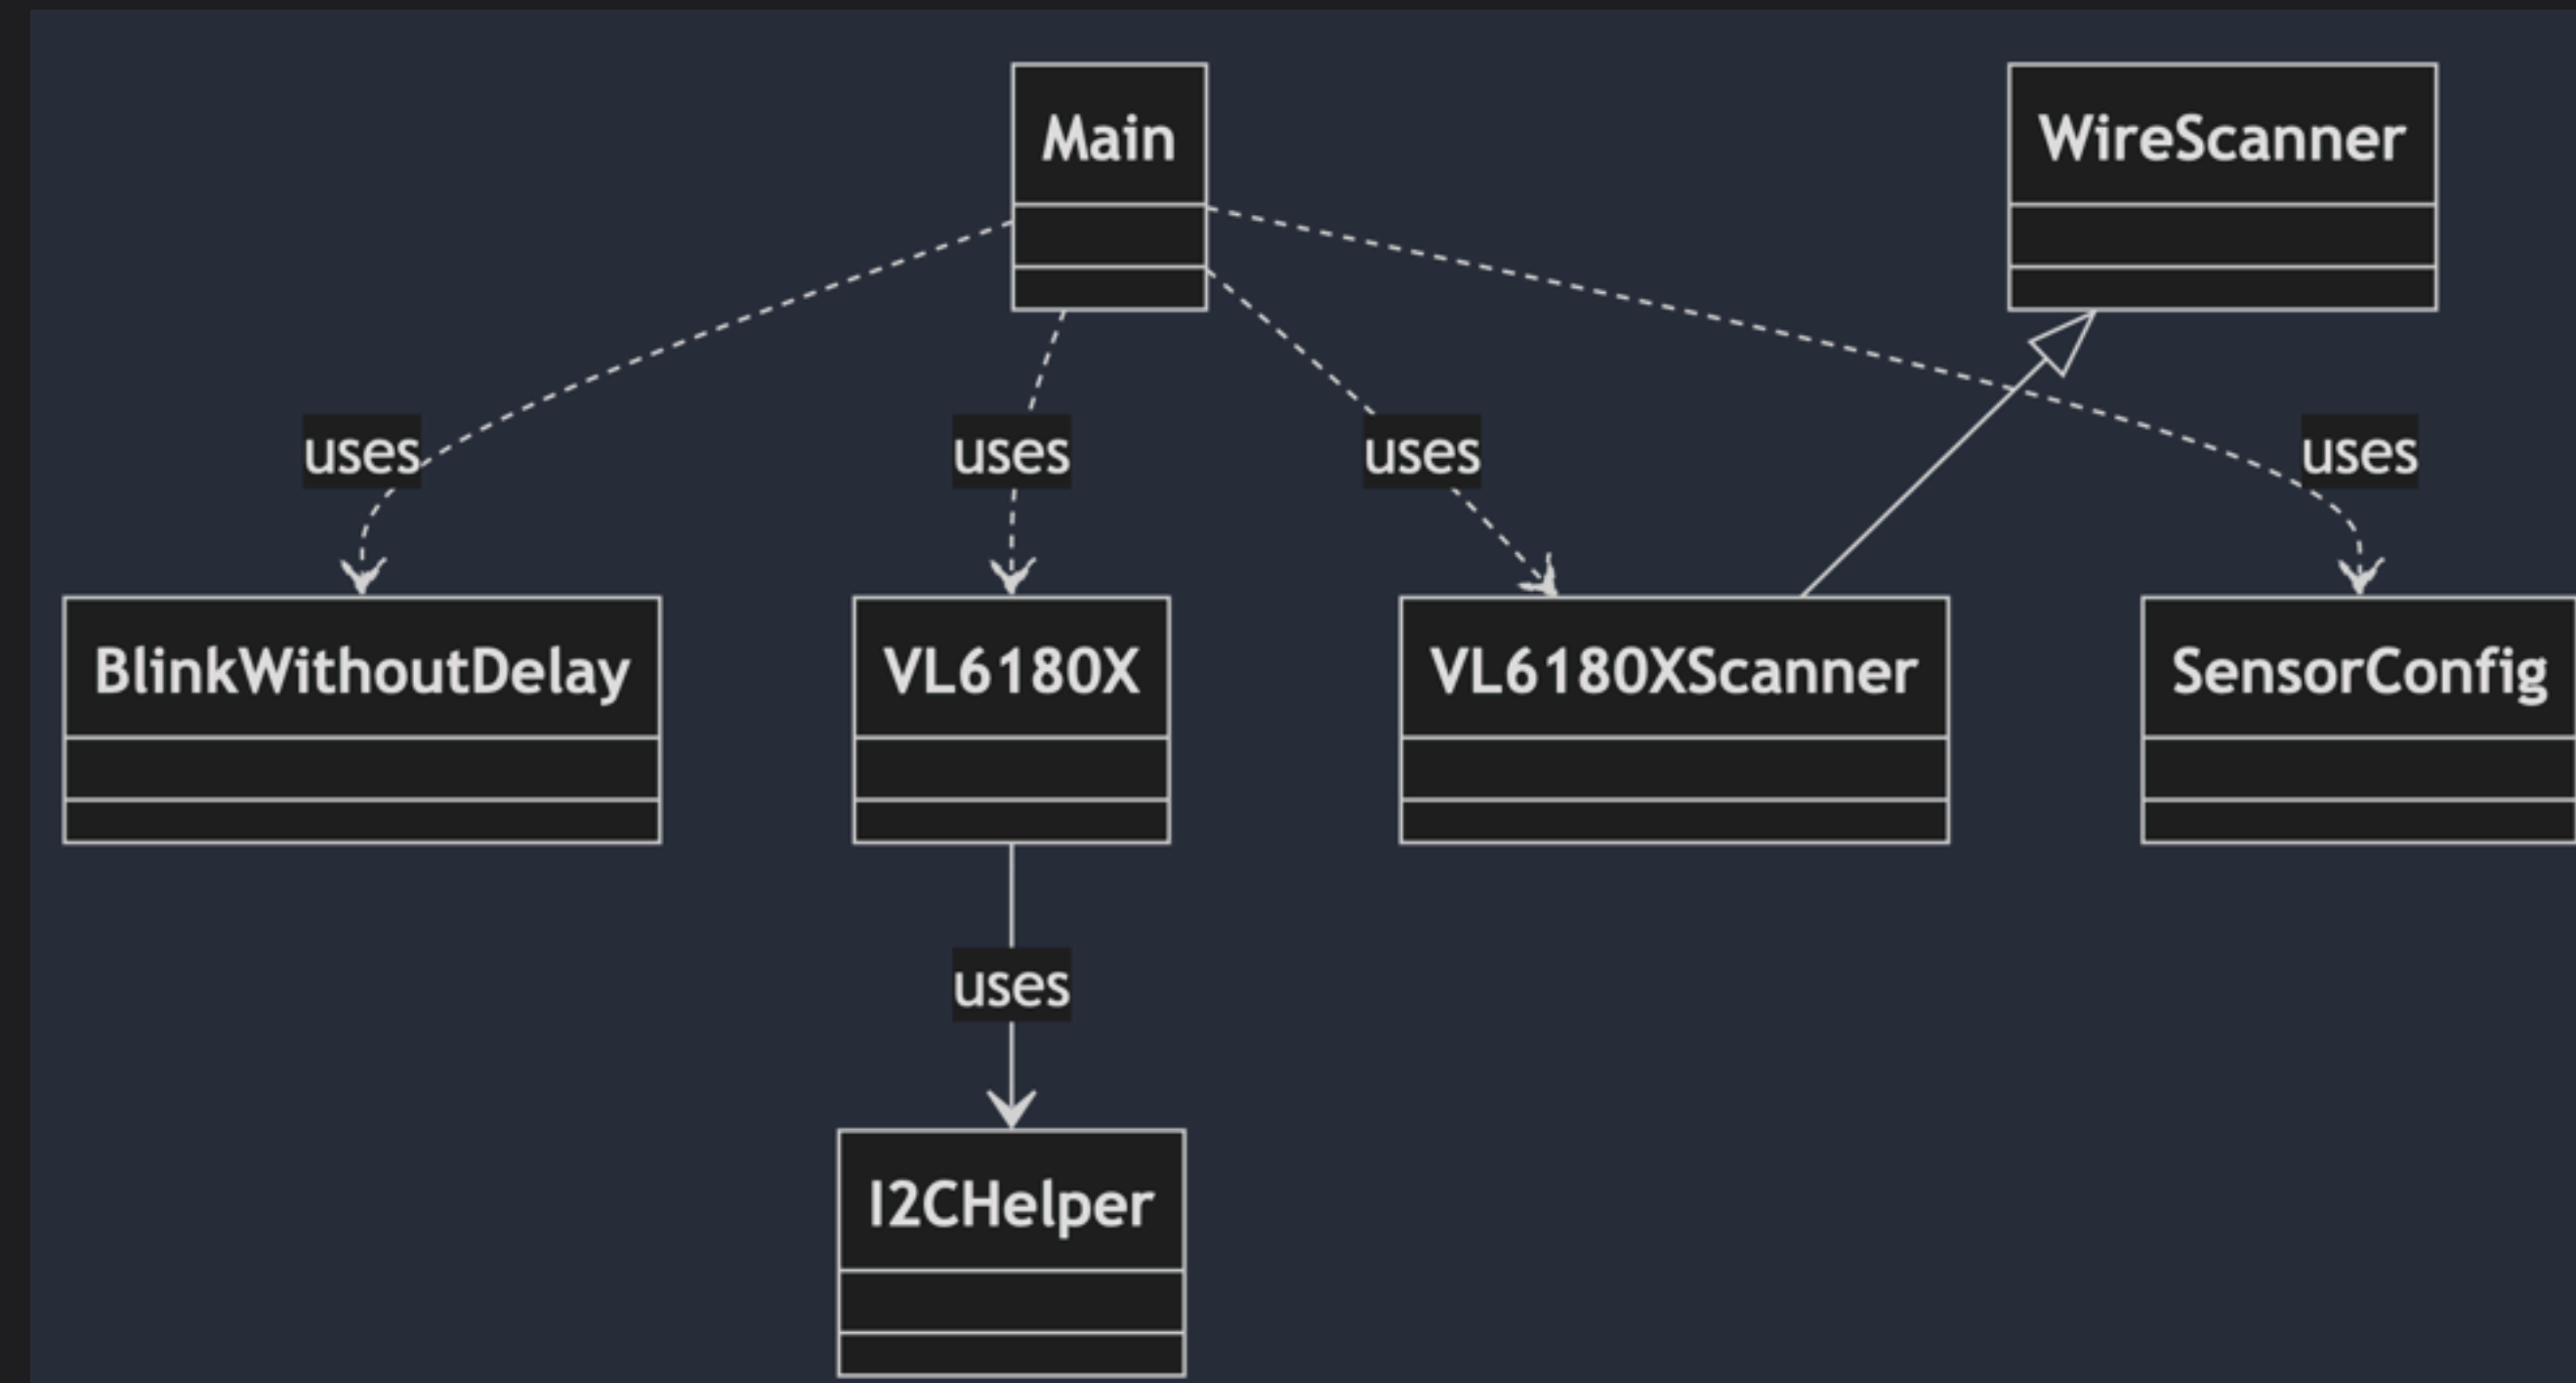 Main
WireScanner
uses
uses
uses
uses
BlinkWithoutDelay
VL6180X
VL6180XScanner
SensorConfig
uses
I2CHelper